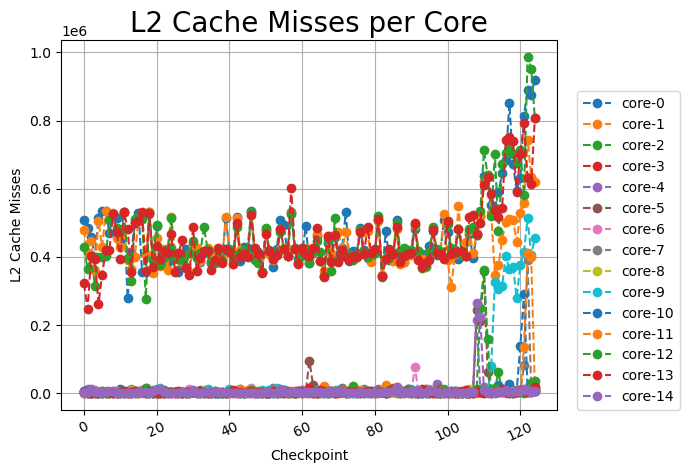 L2 Cache Misses per Core
1e6
1.0
0.8
0.6
0.4
0.2
0.0
L2 Cache Misses
0
20
40
60
80
100
120
Checkpoint
core-0
core-1
core-2
core-3
core-4
core-5
core-6
core-7
core-8
core-9
core-10
core-11
core-12
core-13
core-14